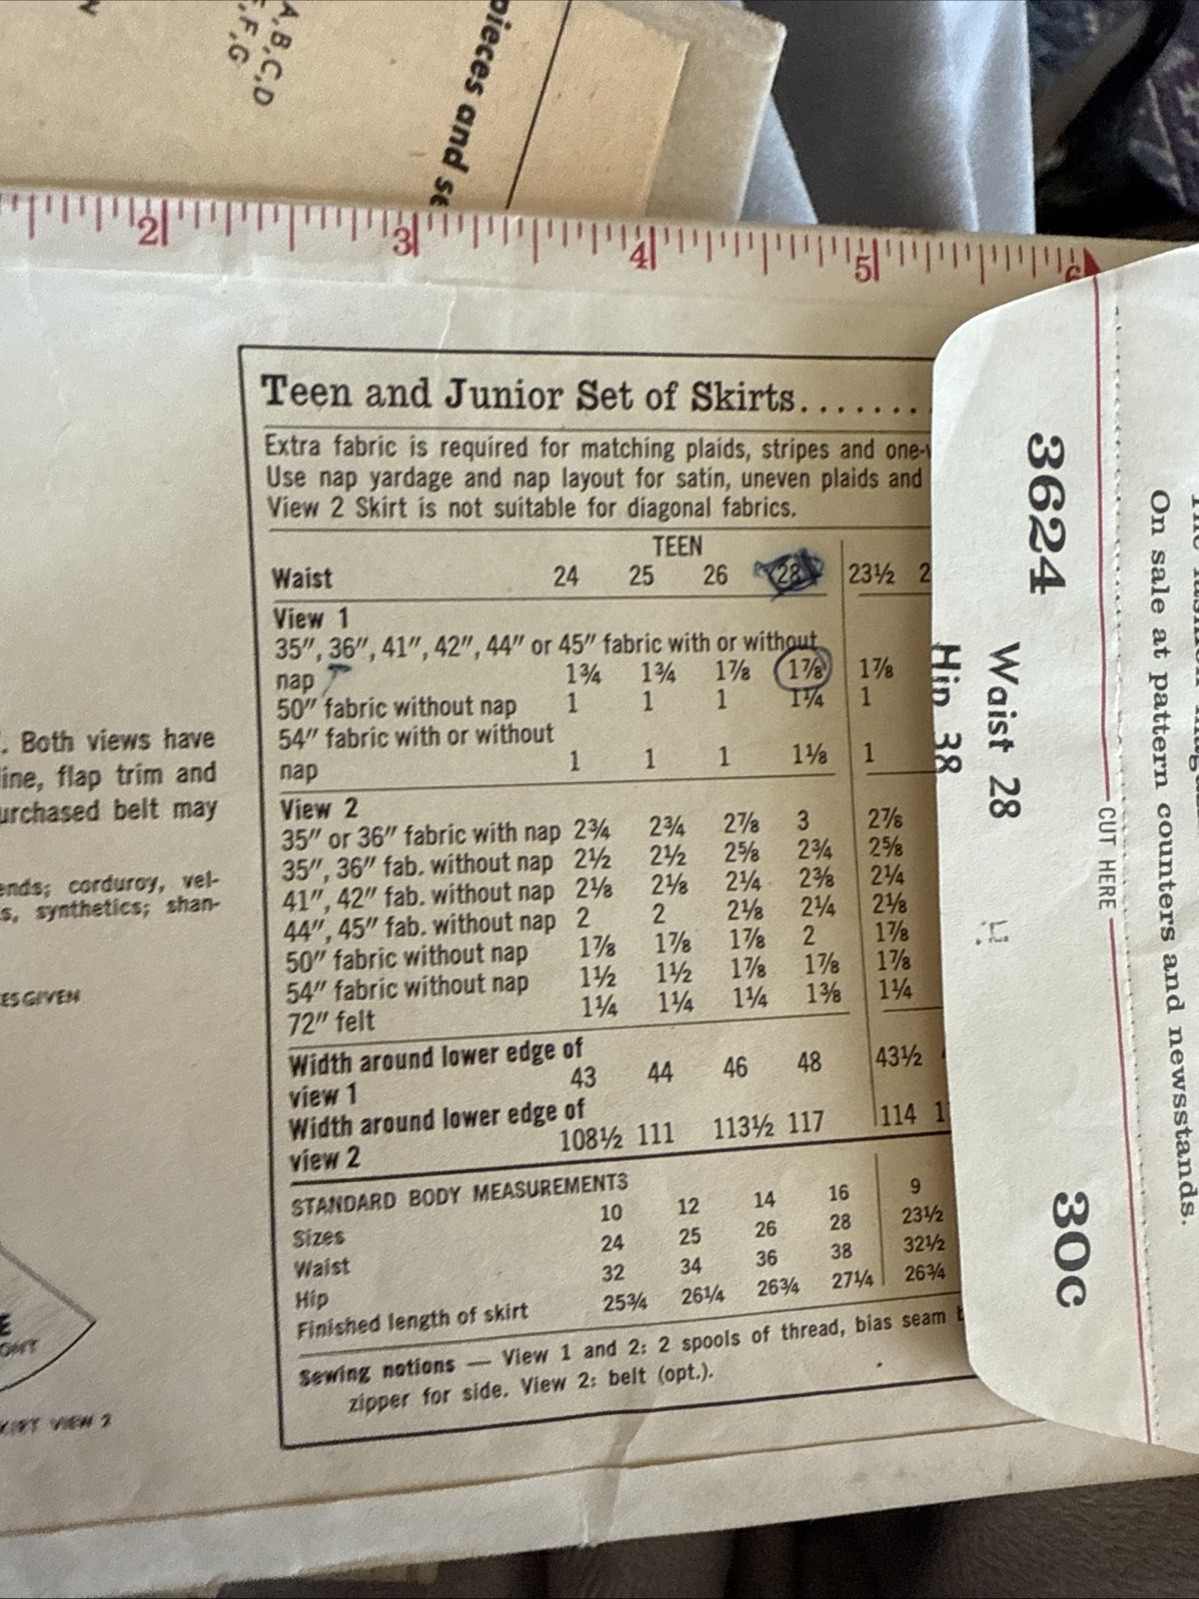 A,B,C,D
F,G
pieces and se
2 3 4 5 6
Teen and Junior Set of Skirts........
Extra fabric is required for matching plaids, stripes and one-
Use nap yardage and nap layout for satin, uneven plaids and
View 2 Skirt is not suitable for diagonal fabrics.
TEEN
Waist 24 25 26 28 23½ 2
View 1
35″, 36″, 41″, 42″, 44″ or 45″ fabric with or without
nap 1¾ 1¾ 1⅞ 1⅞ 1⅞
50″ fabric without nap 1 1 1 1¼ 1
54″ fabric with or without
nap 1 1 1 1⅛ 1
View 2
35″ or 36″ fabric with nap 2¾ 2¾ 2⅞ 3 2⅞
35″, 36″ fab. without nap 2½ 2½ 2⅝ 2¾ 2⅝
41″, 42″ fab. without nap 2⅛ 2⅛ 2¼ 2⅜ 2¼
44″, 45″ fab. without nap 2 2 2⅛ 2¼ 2⅛
50″ fabric without nap 1⅞ 1⅞ 1⅞ 2 1⅞
54″ fabric without nap 1½ 1½ 1⅞ 1⅞ 1⅞
72″ felt 1¼ 1¼ 1¼ 1⅜ 1¼
Width around lower edge of
view 1 43 44 46 48 43½
Width around lower edge of
view 2 108½ 111 113½ 117 114 1
STANDARD BODY MEASUREMENTS
Sizes 10 12 14 16 9
Waist 24 25 26 28 23½
Hip 32 34 36 38 32½
Finished length of skirt 25¾ 26¼ 26¾ 27¼ 26¾
Sewing notions — View 1 and 2: 2 spools of thread, bias seam
zipper for side. View 2: belt (opt.).
. Both views have
line, flap trim and
urchased belt may
ends; corduroy, vel-
s, synthetics; shan-
ES GIVEN
KIRT VIEW 2
3624 30c
Waist 28
Hip 38
CUT HERE
On sale at pattern counters and newsstands.